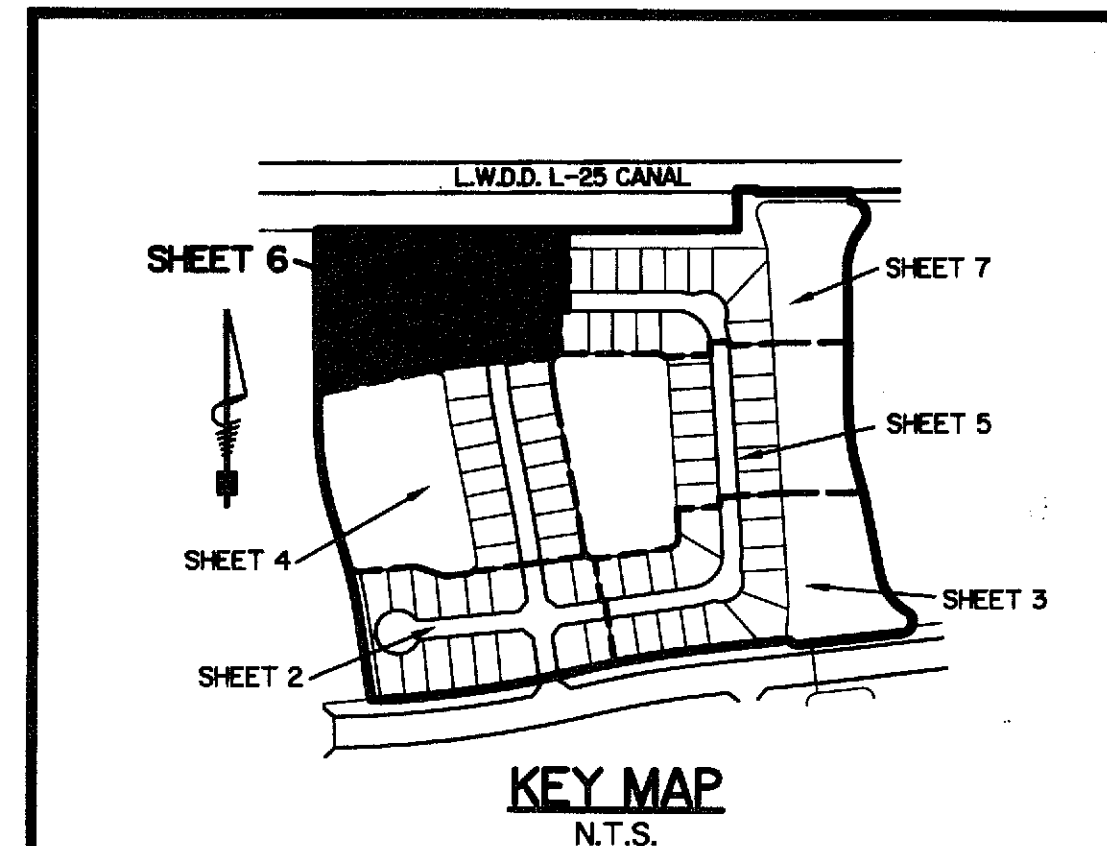 L.W.D.D. L-25 CANAL
SHEET 6
SHEET 7
SHEET 5
SHEET 4
SHEET 3
SHEET 2
KEY MAP
N.T.S.